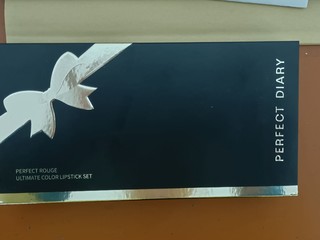 PERFECT DIARY
PERFECT ROUGE
ULTIMATE COLOR LIPSTICK SET